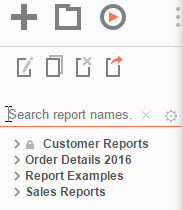 Search report names.
Customer Reports
Order Details 2016
Report Examples
Sales Reports